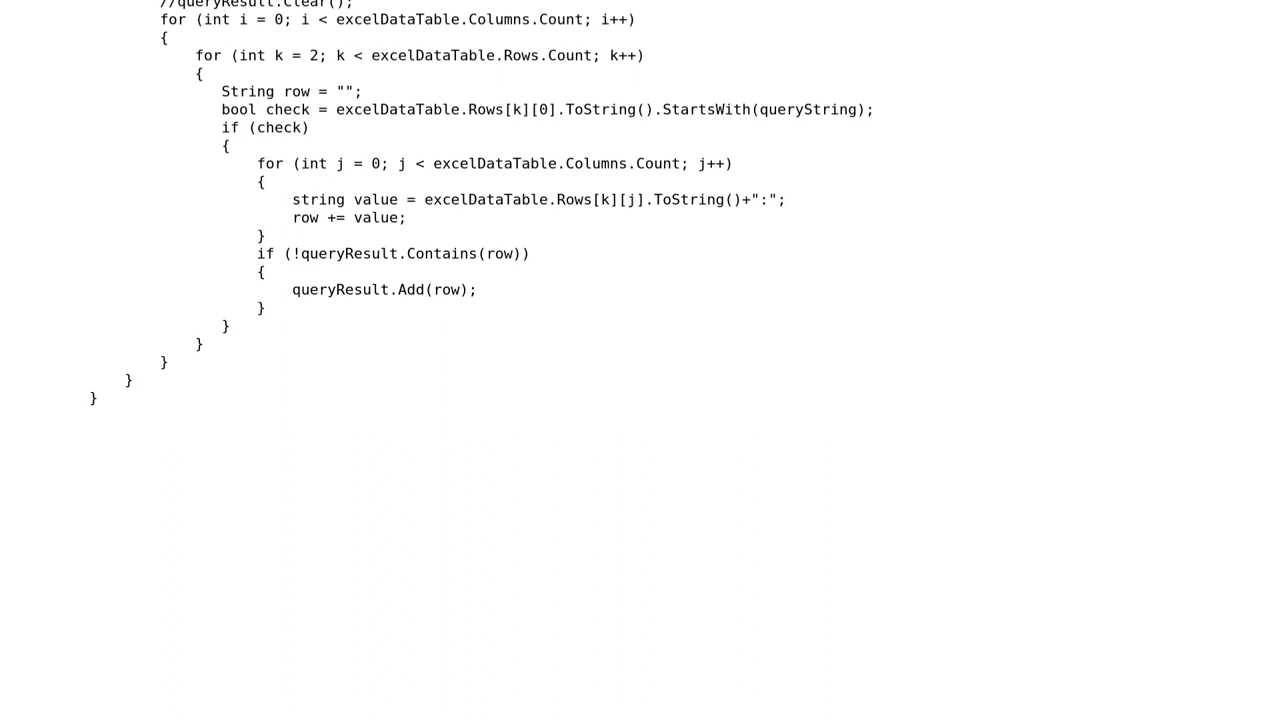 //queryResult.Clear();
for (int i = 0; i < excelDataTable.Columns.Count; i++)
{
for (int k = 2; k < excelDataTable.Rows.Count; k++)
{
String row = "";
bool check = excelDataTable.Rows[k][0].ToString().StartsWith(queryString);
if (check)
{
for (int j = 0; j < excelDataTable.Columns.Count; j++)
{
string value = excelDataTable.Rows[k][j].ToString()+":";
row += value;
}
if (!queryResult.Contains(row))
{
queryResult.Add(row);
}
}
}
}
}
}